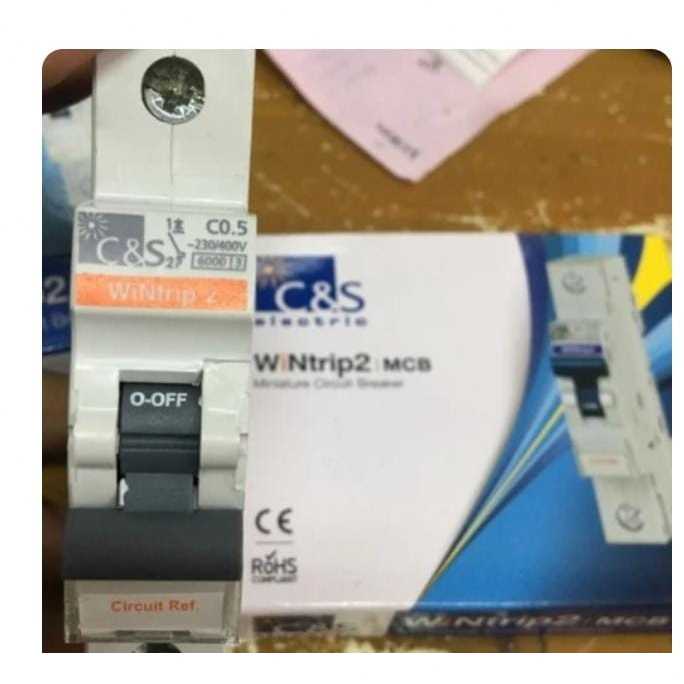 1
C0.5
C&S
~230/400V
2
6000 3
WiNtrip 2
O-OFF
Circuit Ref.
C&S
electric
WiNtrip2 | MCB
Miniature Circuit Breaker
CE
RoHS
COMPLIANT
WiNtrip2 | MCB